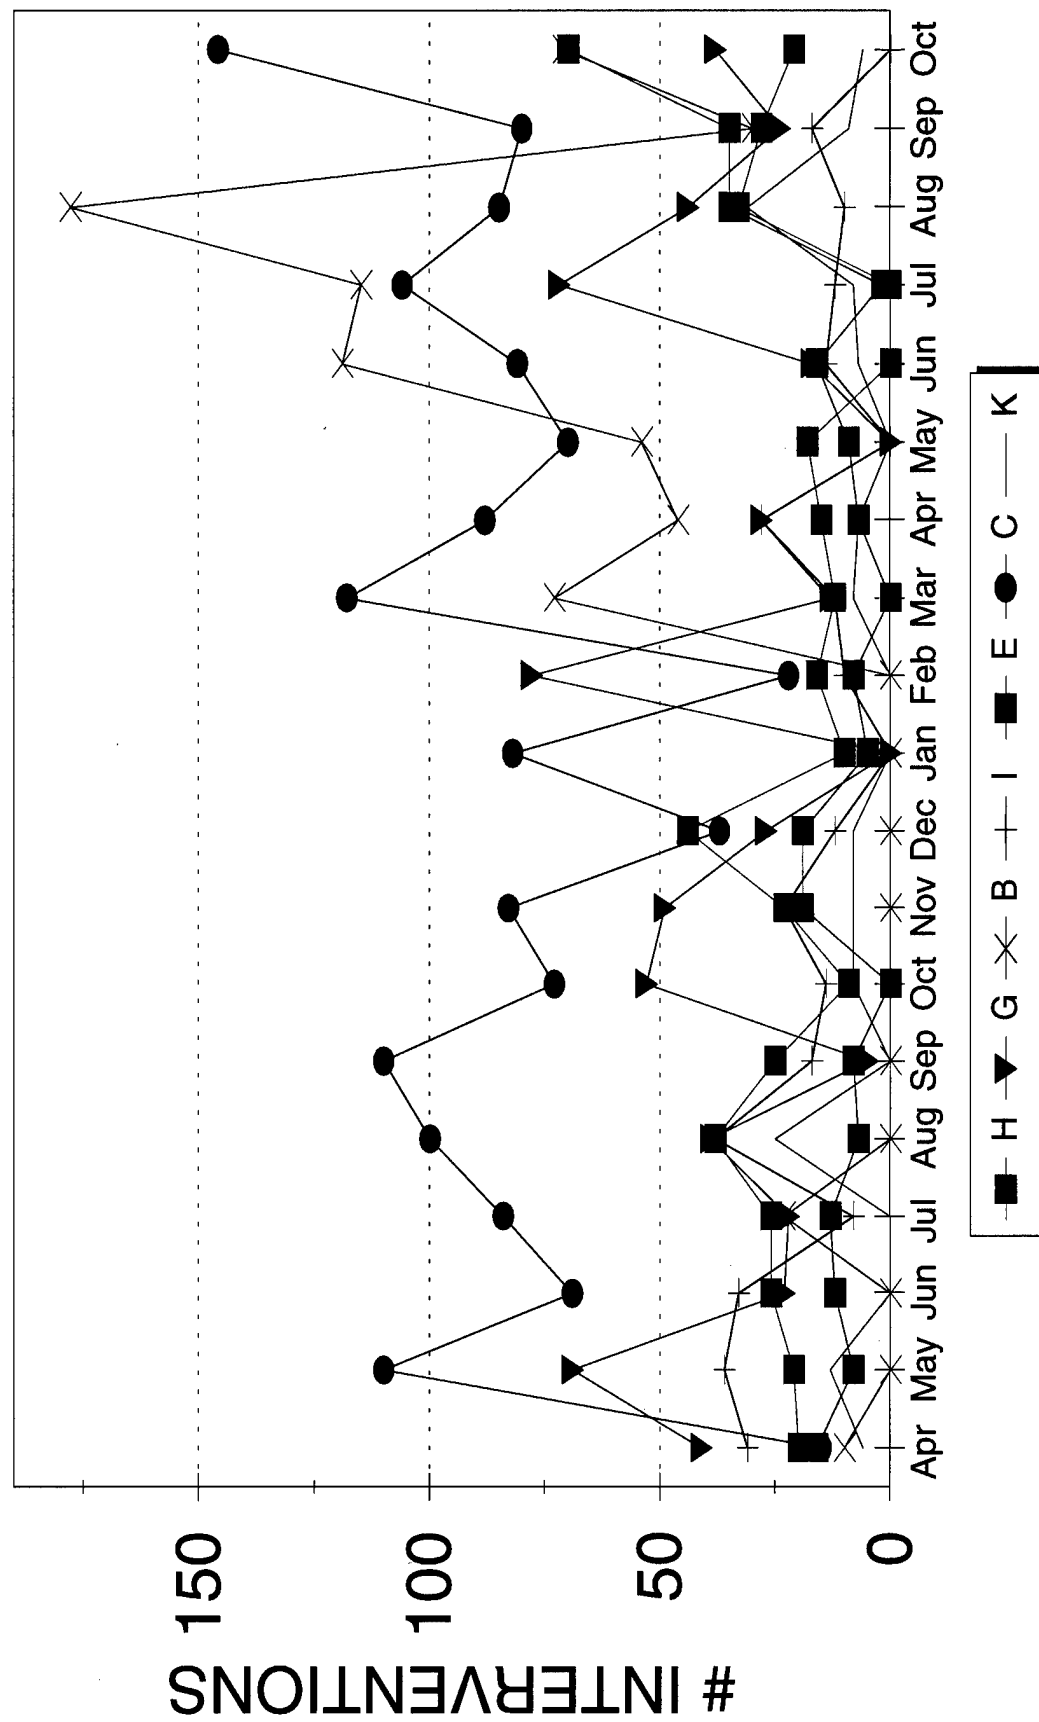 # INTERVENTIONS
150
100
50
0
Apr May Jun Jul Aug Sep Oct Nov Dec Jan Feb Mar Apr May Jun Jul Aug Sep Oct
H G B I E C K